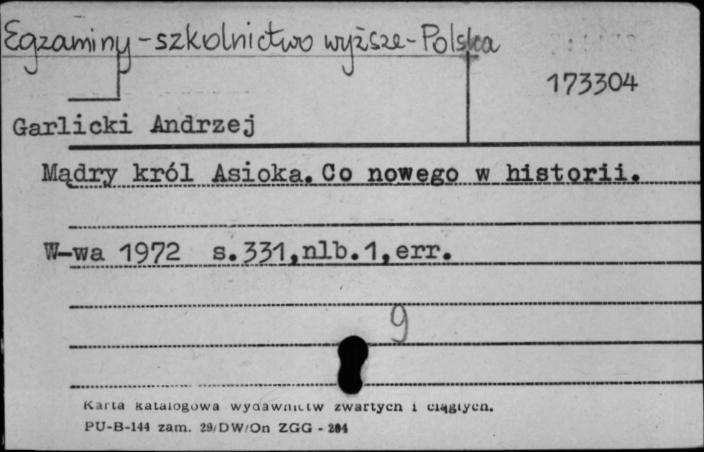 Egzaminy - szkolnictwo wyższe - Polska
173304
Garlicki Andrzej
Mądry król Asioka. Co nowego w historii.
W-wa 1972 s.331,nlb.1,err.
9
Karta katalogowa wydawnictw zwartych i ciągłych.
PU-B-144 zam. 29/DW/On ZGG - 284